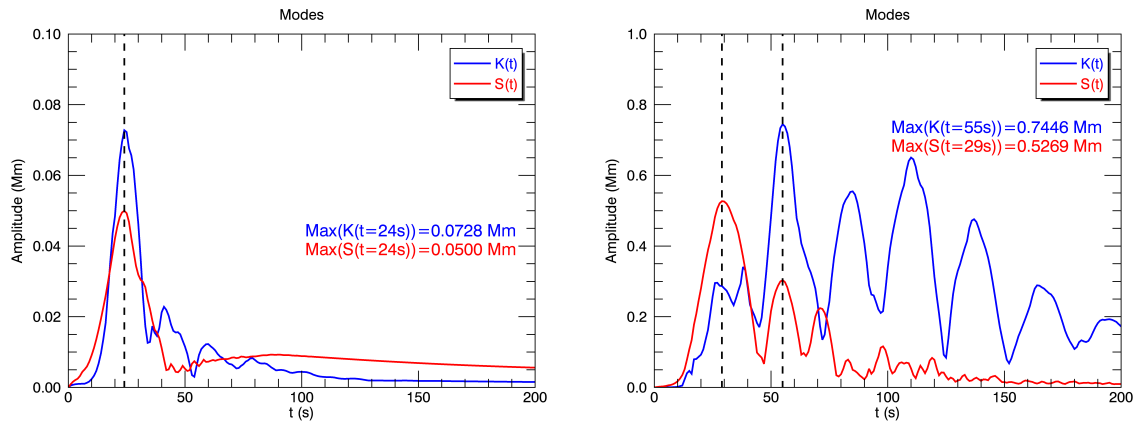 Modes
0.10
0.08
0.06
0.04
0.02
0.00
Amplitude (Mm)
K(t)
S(t)
Max(K(t=24s))=0.0728 Mm
Max(S(t=24s))=0.0500 Mm
0 50 100 150 200
t (s)
Modes
1.0
0.8
0.6
0.4
0.2
0.0
Amplitude (Mm)
K(t)
S(t)
Max(K(t=55s))=0.7446 Mm
Max(S(t=29s))=0.5269 Mm
0 50 100 150 200
t (s)